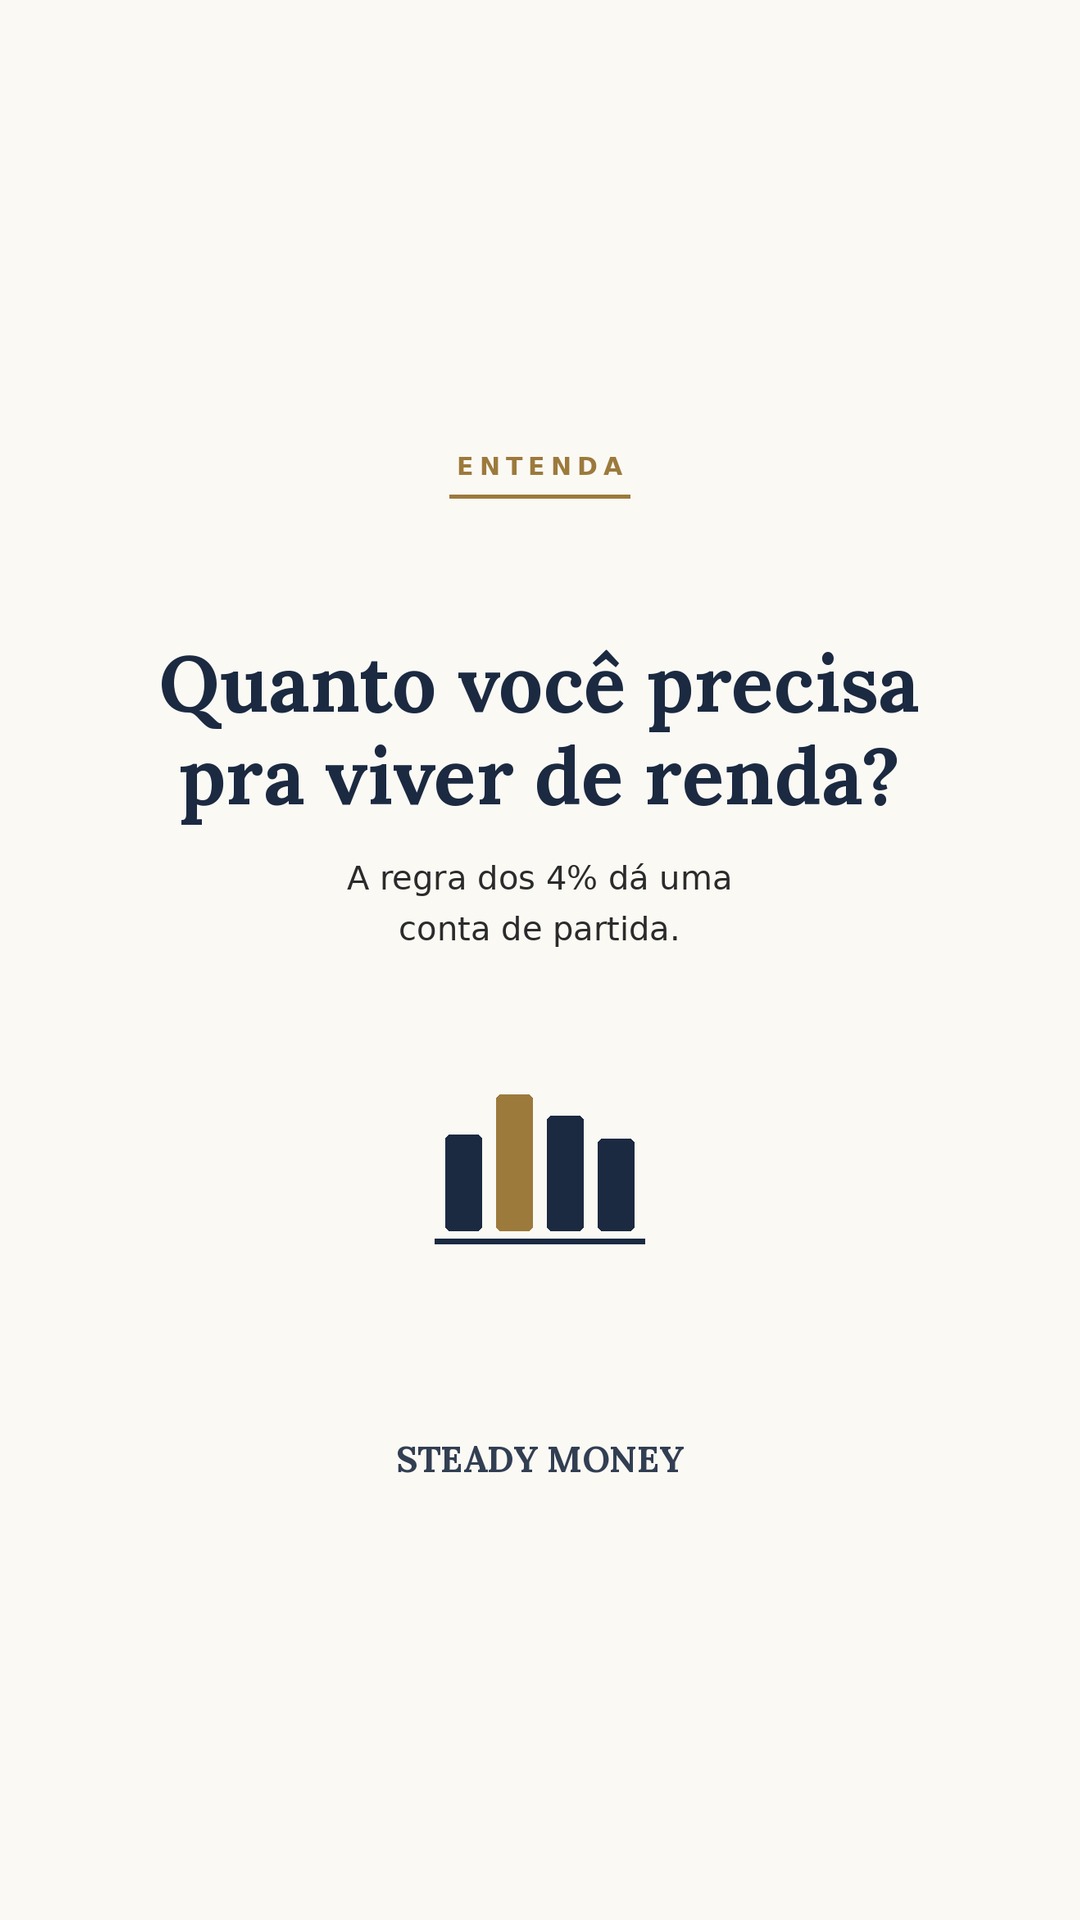 ENTENDA
Quanto você precisa
pra viver de renda?
A regra dos 4% dá uma
conta de partida.
STEADY MONEY